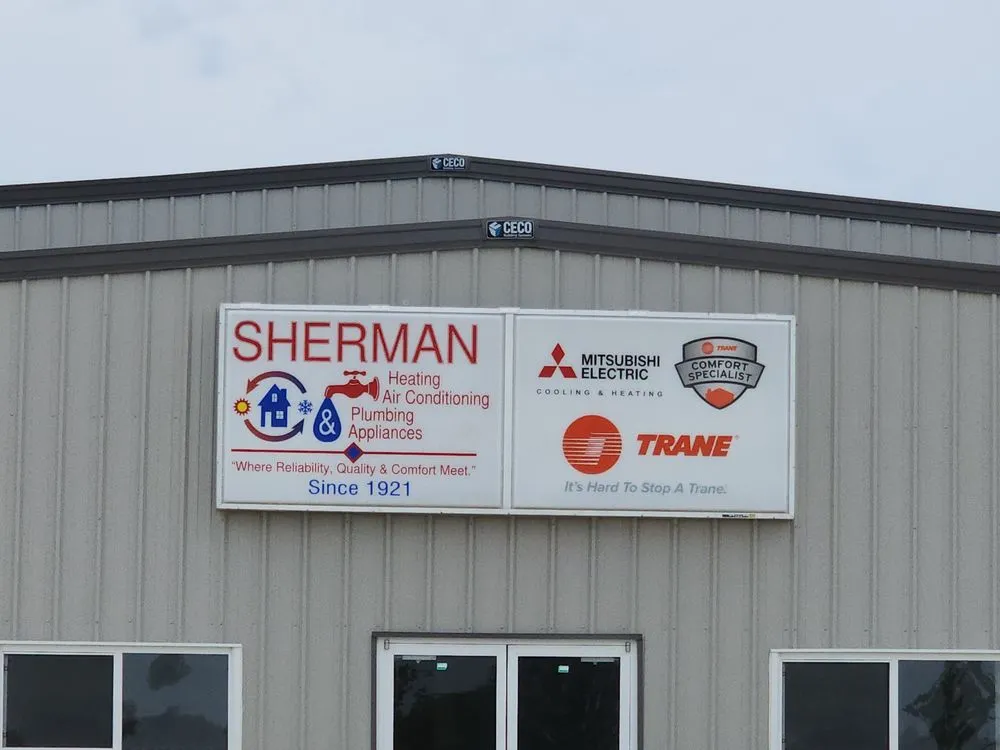 CECO
CECO
SHERMAN
Heating
Air Conditioning
Plumbing
&
Appliances
"Where Reliability, Quality & Comfort Meet."
Since 1921
MITSUBISHI
ELECTRIC
COOLING & HEATING
TRANE
COMFORT
SPECIALIST
TRANE®
It's Hard To Stop A Trane.